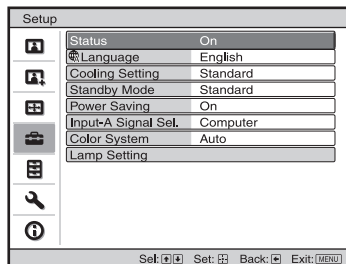 Setup
Status On
Language English
Cooling Setting Standard
Standby Mode Standard
Power Saving On
Input-A Signal Sel. Computer
Color System Auto
Lamp Setting
Sel: Set: Back: Exit: MENU